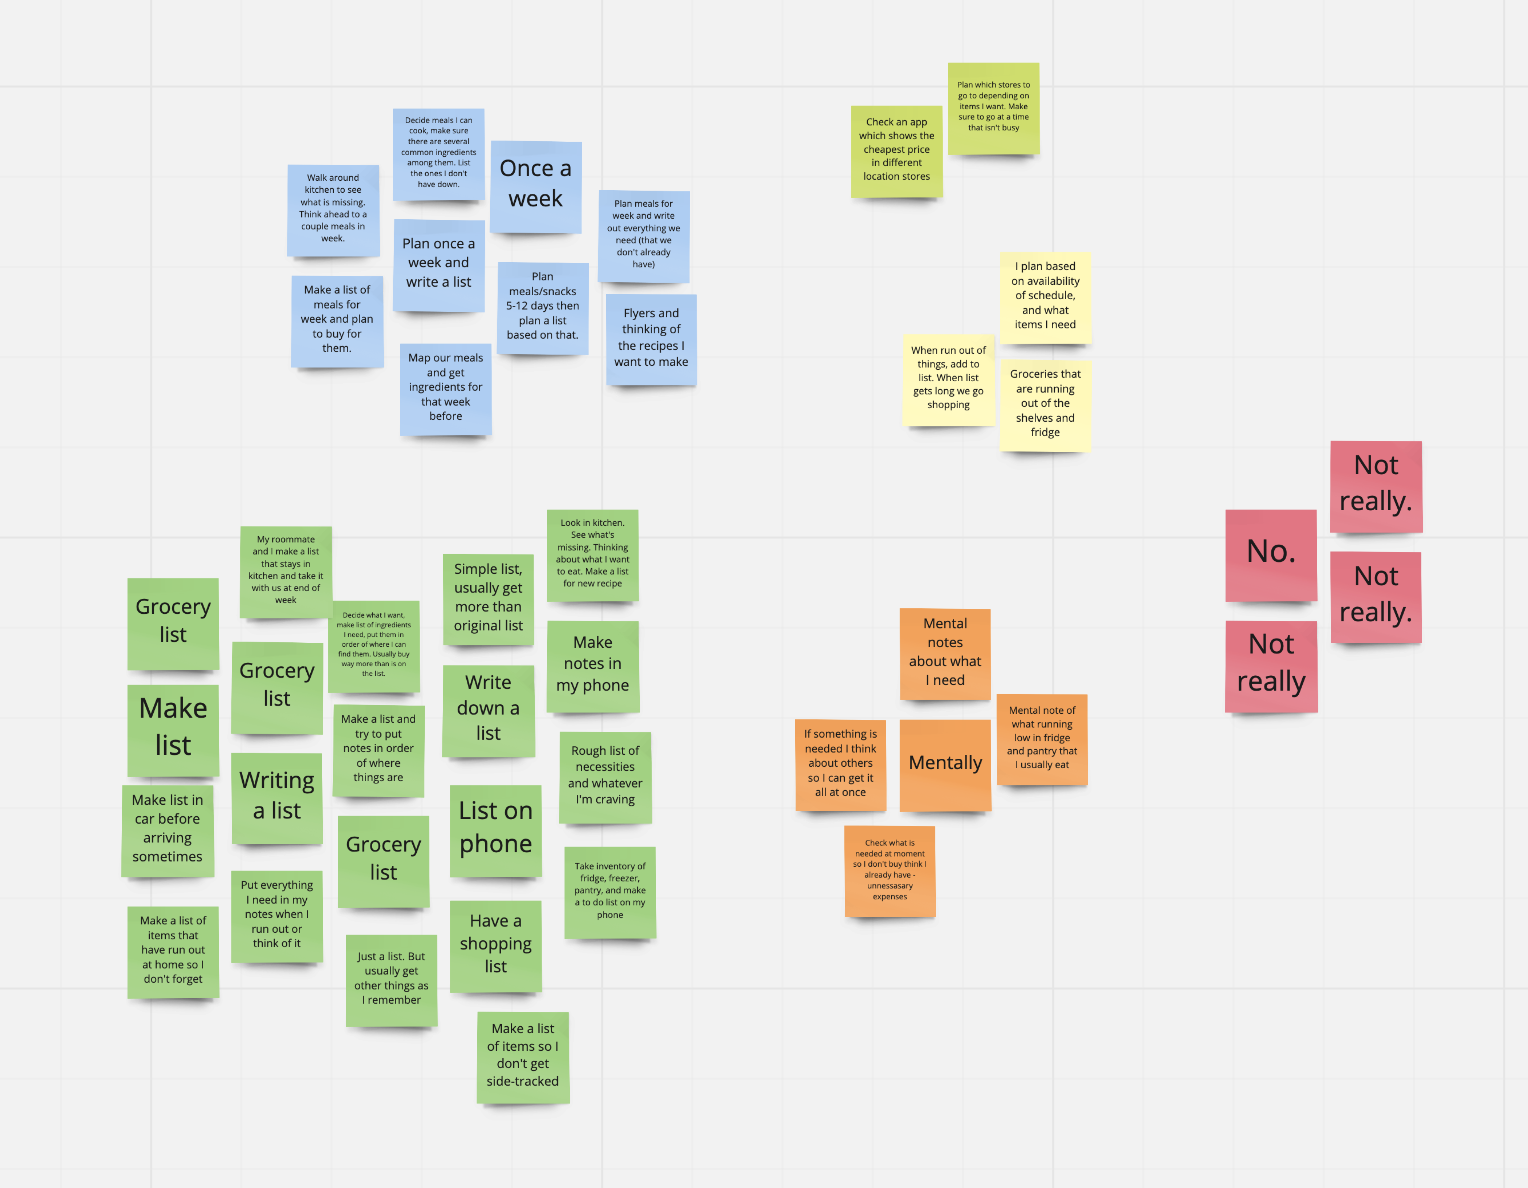 Decide meals I can
cook, make sure
there are several
common ingredients
among them. List
the ones I don't
have down.
Once a
week
Walk around
kitchen to see
what is missing.
Think ahead to a
couple meals in
week.
Plan meals for
week and write
out everything we
need (that we
don't already
have)
Plan once a
week and
write a list
Plan
meals/snacks
5-12 days then
plan a list
based on that.
Make a list of
meals for
week and plan
to buy for
them.
Flyers and
thinking of
the recipes I
want to make
Map our meals
and get
ingredients for
that week
before
Plan which stores to
go to depending on
items I want. Make
sure to go at a time
that isn't busy
Check an app
which shows the
cheapest price
in different
location stores
I plan based
on availability
of schedule,
and what
items I need
When run out of
things, add to
list. When list
gets long we go
shopping
Groceries that
are running
out of the
shelves and
fridge
Not
really.
No.
Not
really.
Not
really
My roommate
and I make a list
that stays in
kitchen and take it
with us at end of
week
Look in kitchen.
See what's
missing. Thinking
about what I want
to eat. Make a list
for new recipe
Simple list,
usually get
more than
original list
Grocery
list
Decide what I want,
make list of ingredients
I need, put them in
order of where I can
find them. Usually buy
way more than is on
the list.
Make
notes in
my phone
Grocery
list
Write
down a
list
Make
list
Make a list and
try to put
notes in order
of where
things are
Rough list of
necessities
and whatever
I'm craving
Writing
a list
List on
phone
Make list in
car before
arriving
sometimes
Grocery
list
Take inventory of
fridge, freezer,
pantry, and make
a to do list on my
phone
Put everything
I need in my
notes when I
run out or
think of it
Have a
shopping
list
Make a list of
items that
have run out
at home so I
don't forget
Just a list. But
usually get
other things as
I remember
Make a list
of items so I
don't get
side-tracked
Mental
notes
about what
I need
Mental note of
what running
low in fridge
and pantry that
I usually eat
If something is
needed I think
about others
so I can get it
all at once
Mentally
Check what is
needed at moment
so I don't buy think I
already have -
unnessasary
expenses